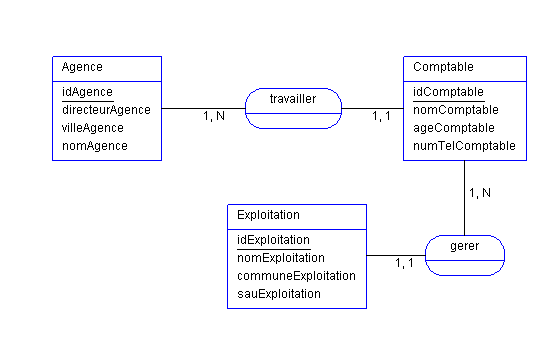 Agence
idAgence
directeurAgence
villeAgence
nomAgence
1, N
travailler
1, 1
Comptable
idComptable
nomComptable
ageComptable
numTelComptable
1, N
Exploitation
idExploitation
nomExploitation
communeExploitation
sauExploitation
1, 1
gerer